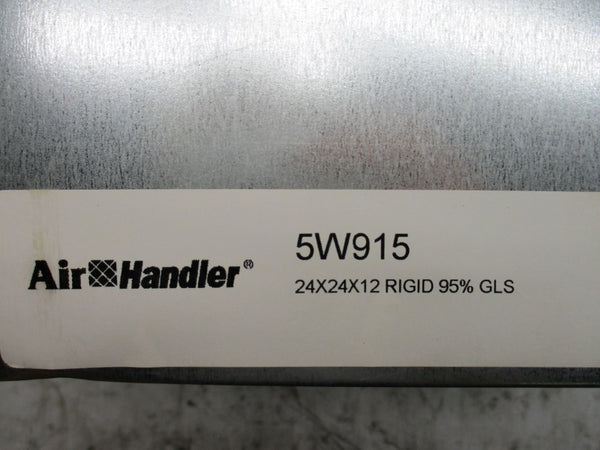 Air Handler®
5W915
24X24X12 RIGID 95% GLS